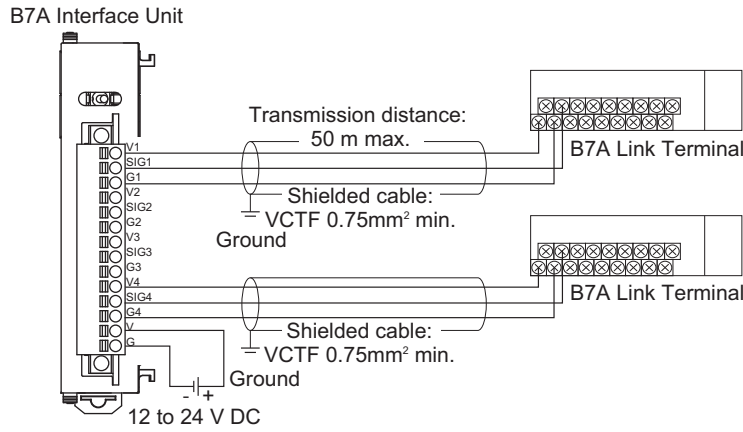 B7A Interface Unit
Transmission distance:
50 m max.
B7A Link Terminal
V1
SIG1
G1
V2
SIG2
G2
V3
SIG3
G3
V4
SIG4
G4
V
G
Shielded cable:
VCTF 0.75mm² min.
Ground
B7A Link Terminal
Shielded cable:
VCTF 0.75mm² min.
Ground
- +
12 to 24 V DC